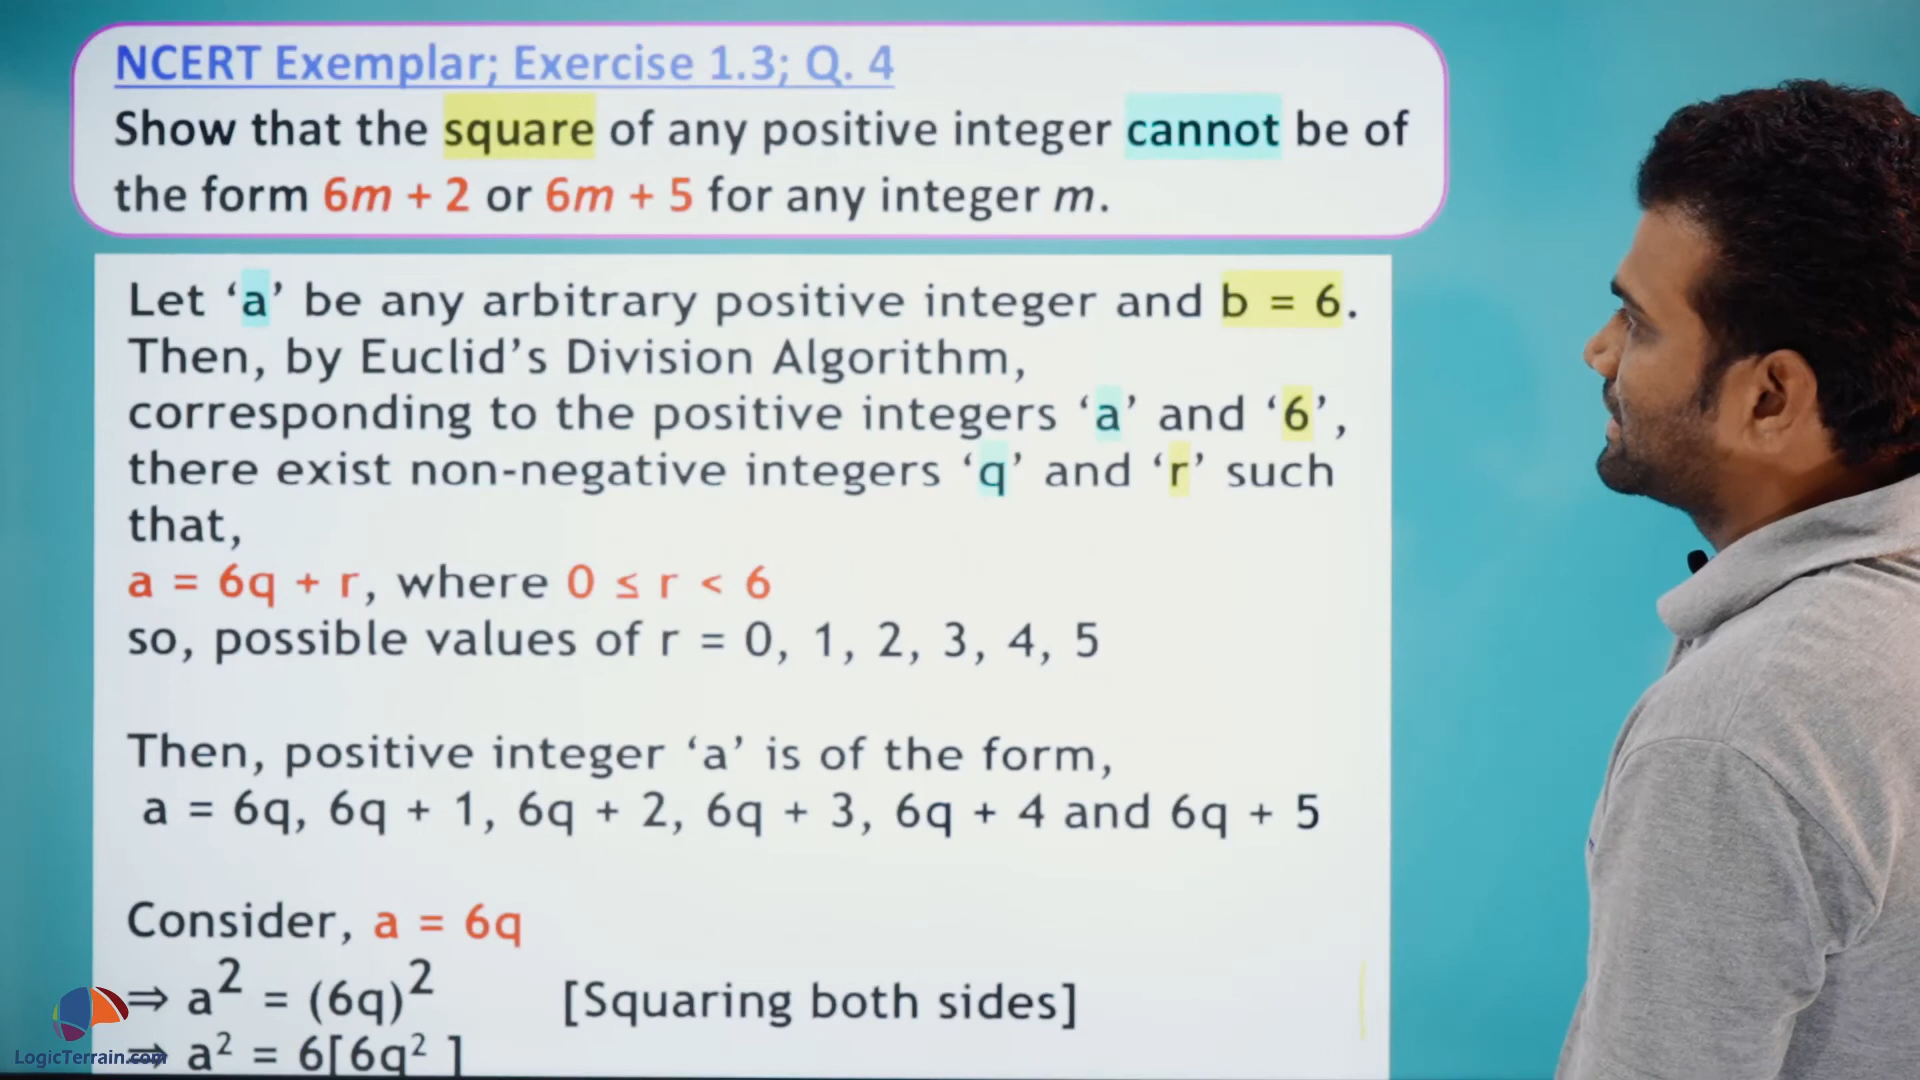 NCERT Exemplar; Exercise 1.3; Q. 4
Show that the square of any positive integer cannot be of
the form 6m + 2 or 6m + 5 for any integer m.
Let ‘a’ be any arbitrary positive integer and b = 6.
Then, by Euclid’s Division Algorithm,
corresponding to the positive integers ‘a’ and ‘6’,
there exist non-negative integers ‘q’ and ‘r’ such
that,
a = 6q + r, where 0 ≤ r < 6
so, possible values of r = 0, 1, 2, 3, 4, 5
Then, positive integer ‘a’ is of the form,
a = 6q, 6q + 1, 6q + 2, 6q + 3, 6q + 4 and 6q + 5
Consider, a = 6q
⇒ a² = (6q)² [Squaring both sides]
⇒ a² = 6[6q² ]
LogicTerrain.com